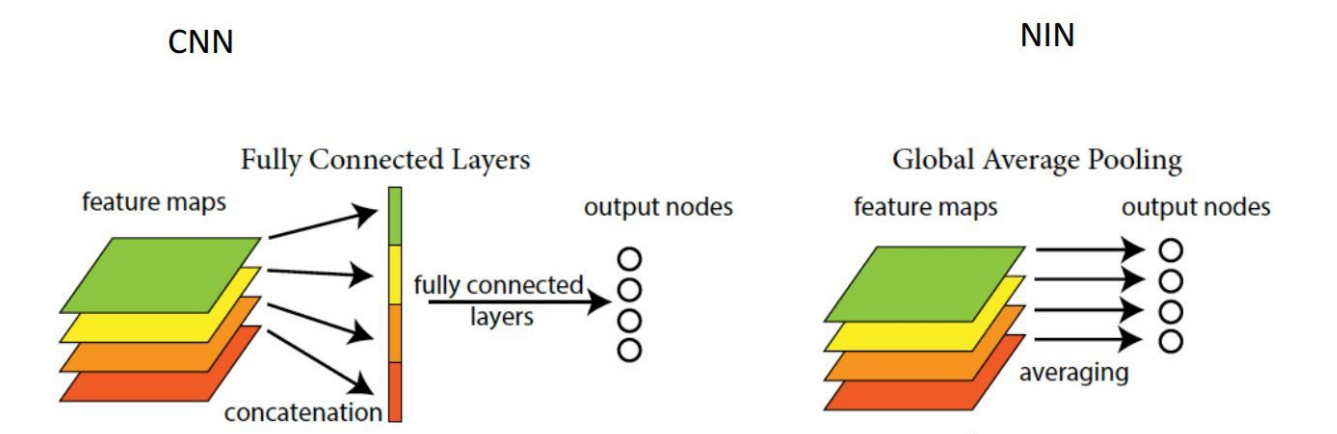 CNN
Fully Connected Layers
feature maps
output nodes
fully connected
layers
concatenation
NIN
Global Average Pooling
feature maps
output nodes
averaging